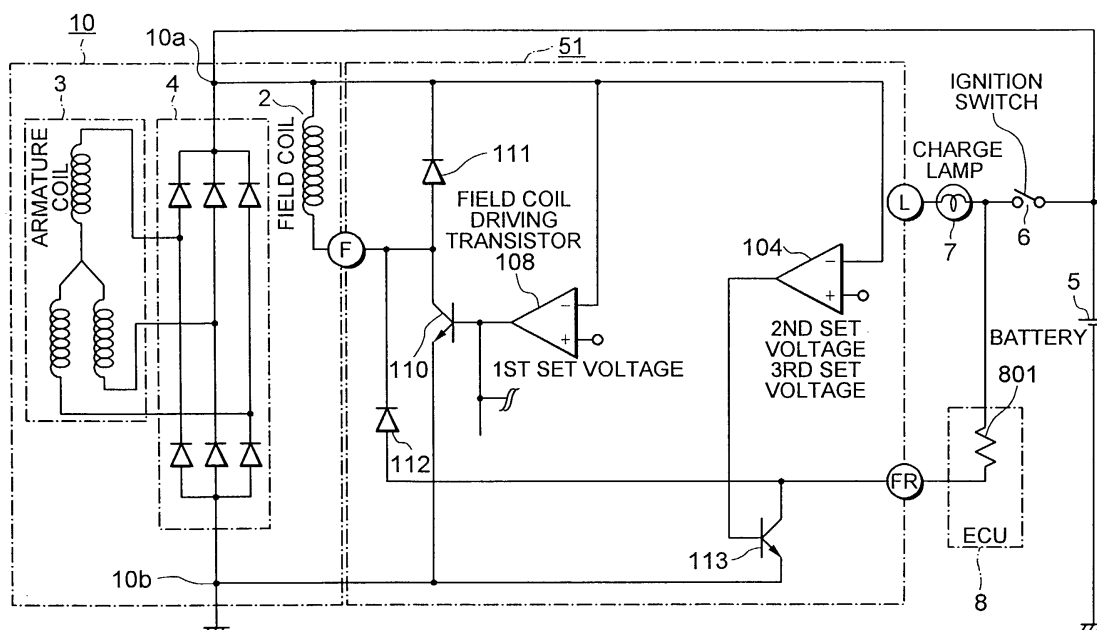 10
10a
51
3
4
2
ARMATURE
COIL
FIELD COIL
111
F
FIELD COIL
DRIVING
TRANSISTOR
108
−
+
110
1ST SET VOLTAGE
112
104
−
+
2ND SET
VOLTAGE
3RD SET
VOLTAGE
113
L
CHARGE
LAMP
7
IGNITION
SWITCH
6
5
BATTERY
801
FR
ECU
8
10b